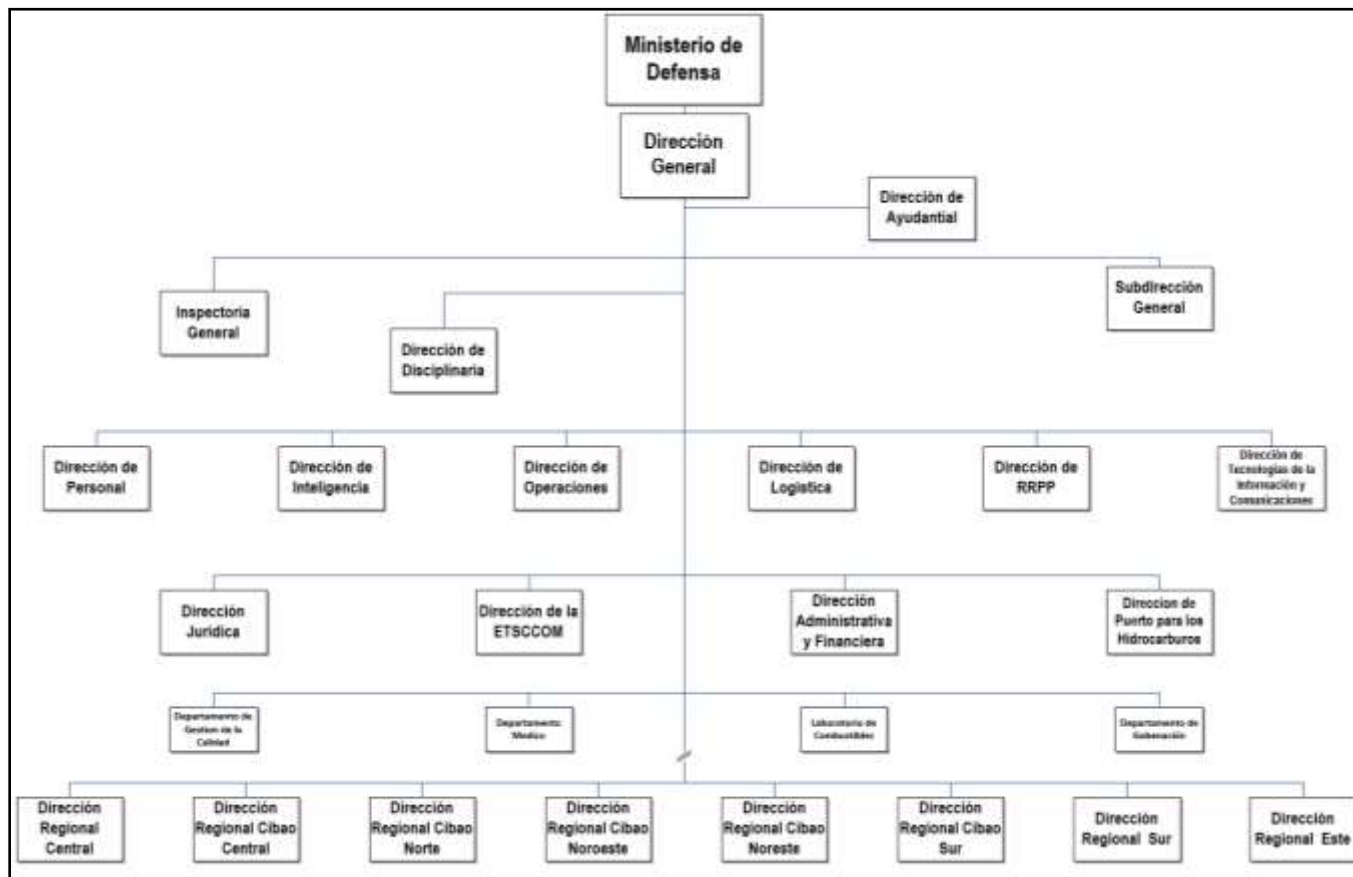 Ministerio de
Defensa
Dirección
General
Dirección de
Ayudantial
Inspectoría
General
Subdirección
General
Dirección de
Disciplinaria
Dirección de
Personal
Dirección de
Inteligencia
Dirección de
Operaciones
Dirección de
Logística
Dirección de
RRPP
Dirección de
Tecnologías de la
Información y
Comunicaciones
Dirección
Jurídica
Dirección de la
ETSCCOM
Dirección
Administrativa
y Financiera
Direccion de
Puerto para los
Hidrocarburos
Departamento de
Gestion de la
Calidad
Departamento
Medico
Laboratorio de
Combustibles
Departamento de
Gobenación
Dirección
Regional
Central
Dirección
Regional Cibao
Central
Dirección
Regional Cibao
Norte
Dirección
Regional Cibao
Noroeste
Dirección
Regional Cibao
Noreste
Dirección
Regional Cibao
Sur
Dirección
Regional Sur
Dirección
Regional Este